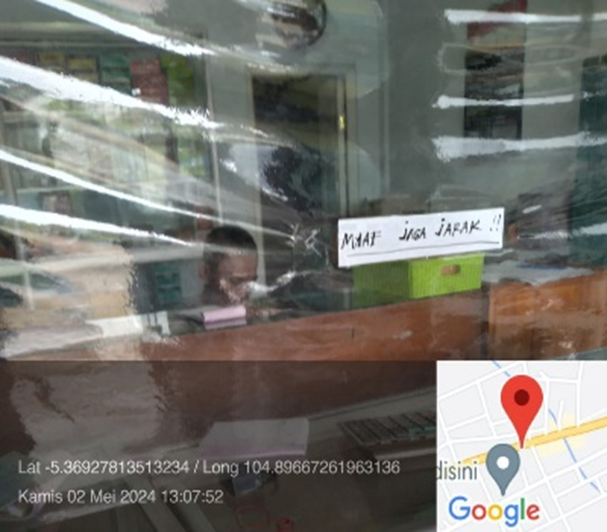 MAAF JAGA JARAK !!
Lat -5.36927813513234 / Long 104.89667261963136
Kamis 02 Mei 2024 13:07:52
disini
Google